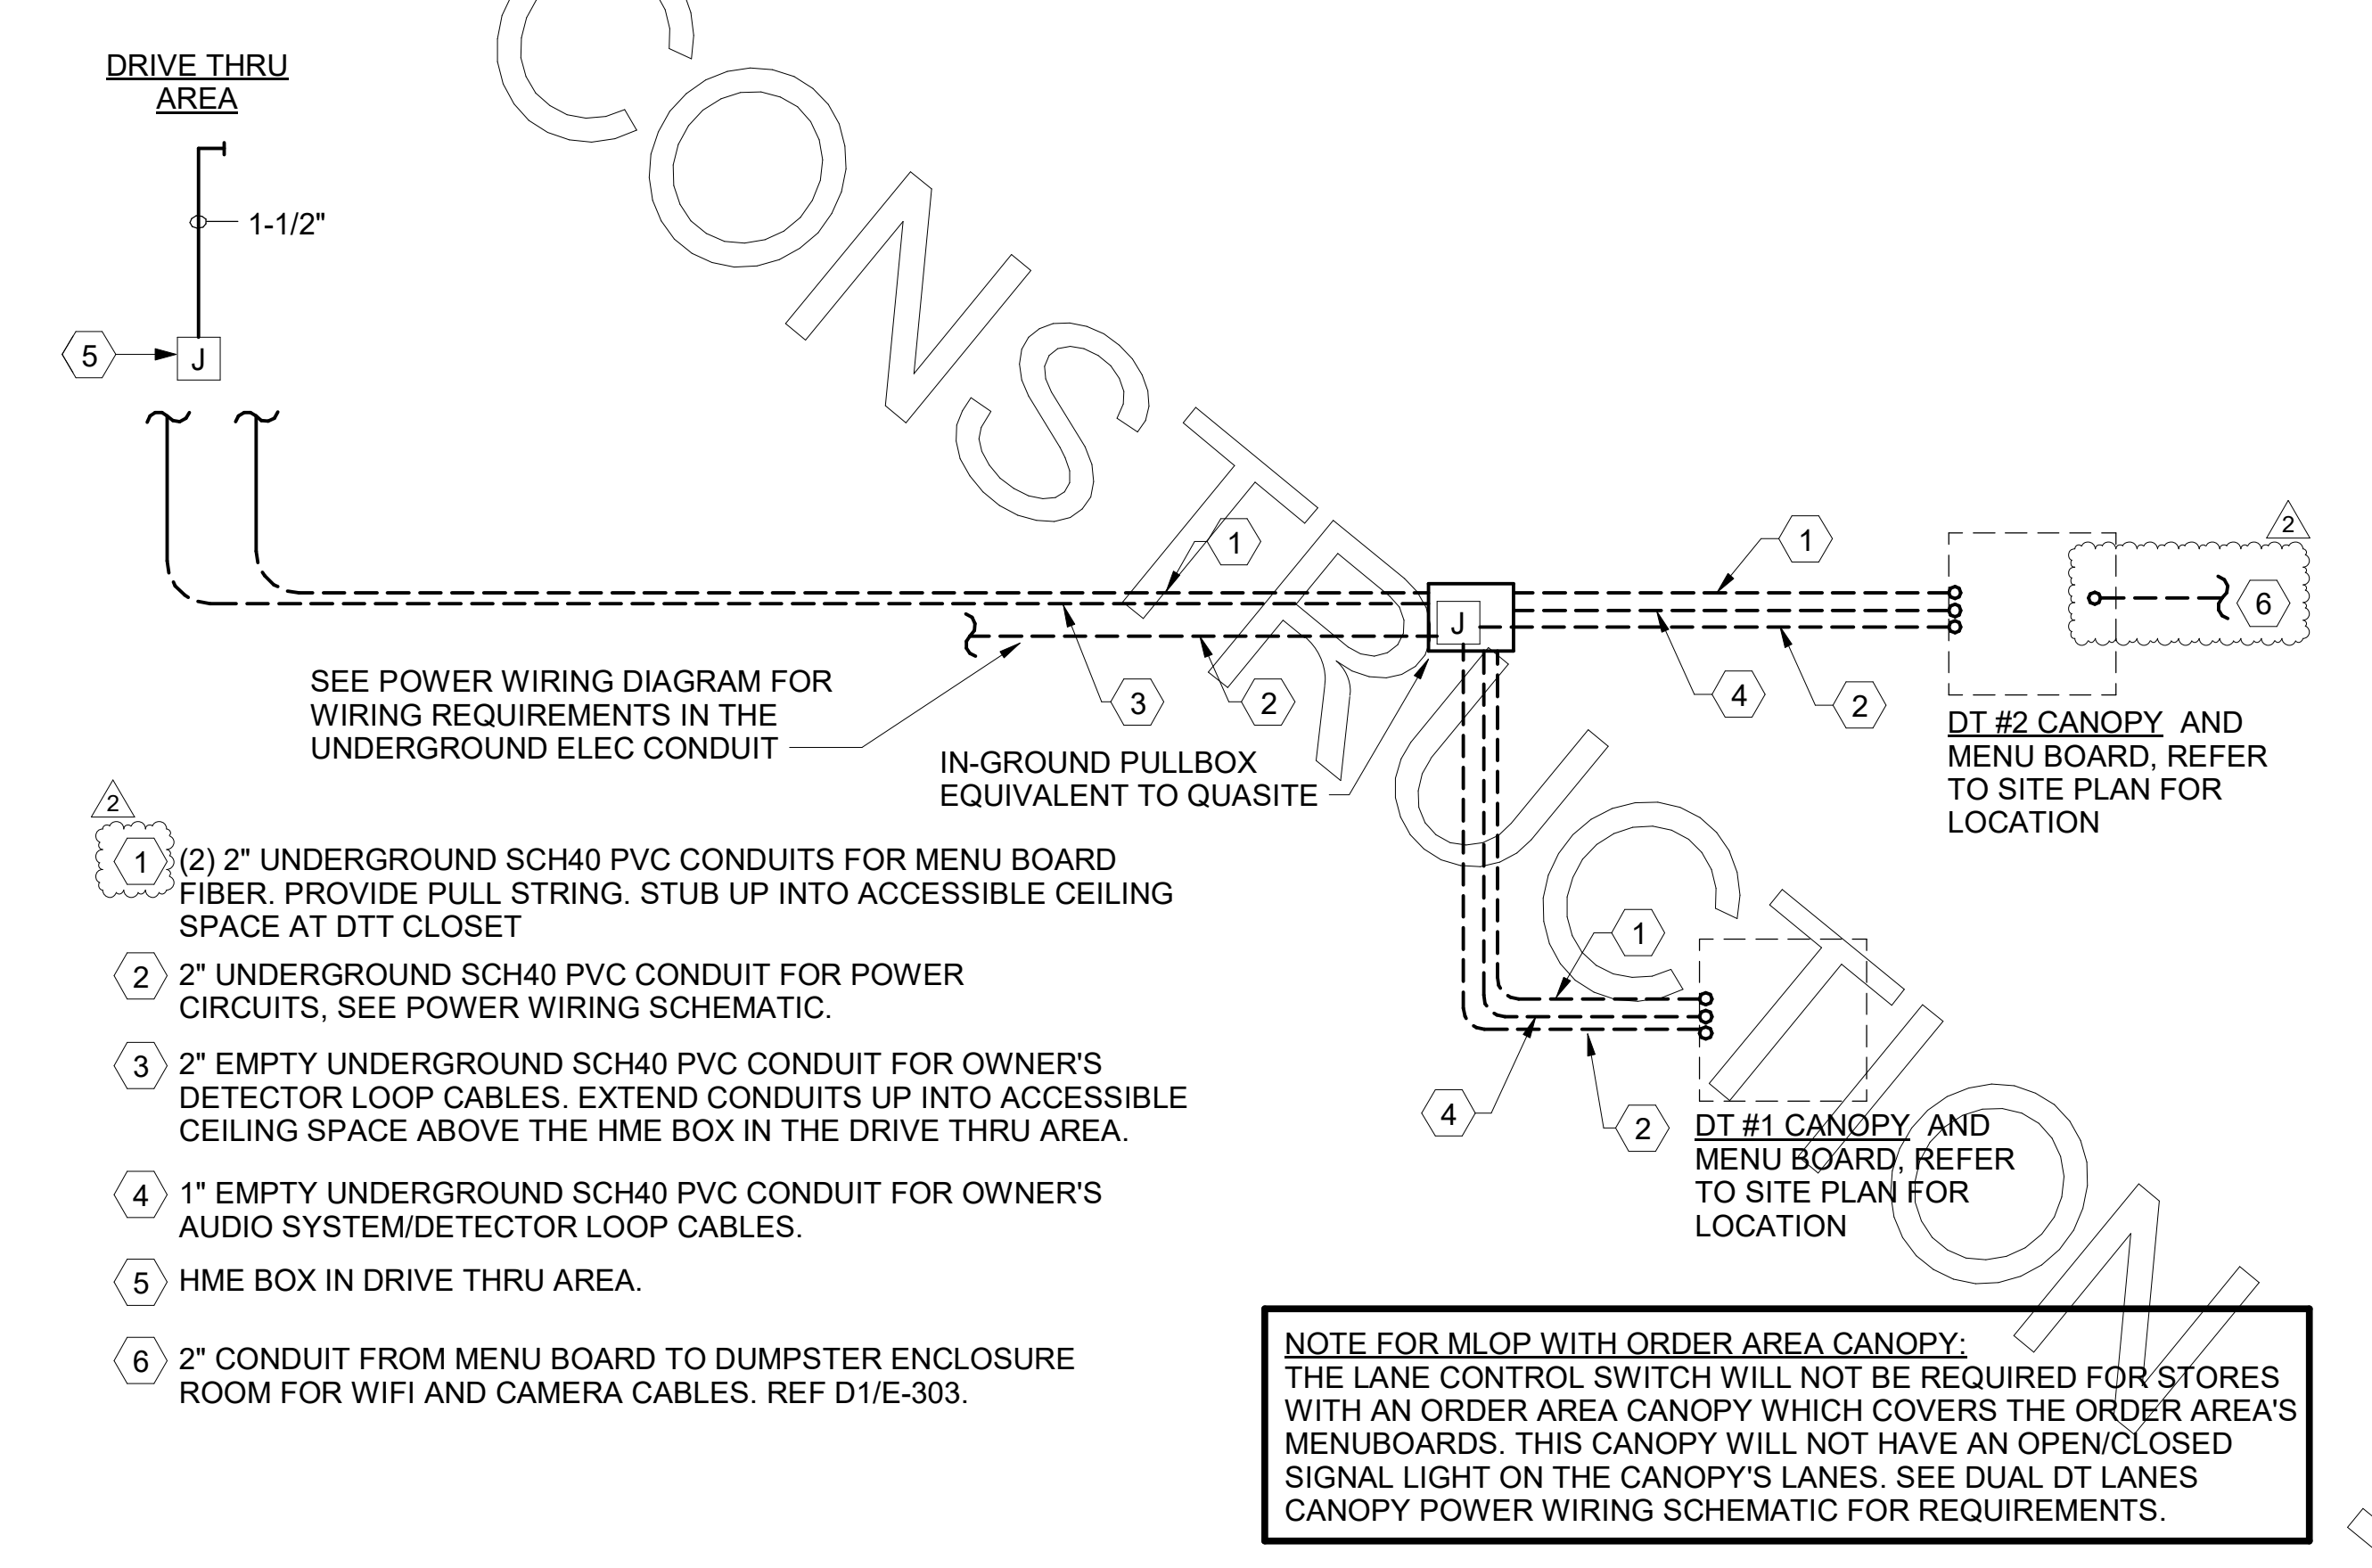 DRIVE THRU
AREA
1-1/2"
5
J
1
1
2
6
J
3
2
4
2
SEE POWER WIRING DIAGRAM FOR
WIRING REQUIREMENTS IN THE
UNDERGROUND ELEC CONDUIT
IN-GROUND PULLBOX
EQUIVALENT TO QUASITE
DT #2 CANOPY AND
MENU BOARD, REFER
TO SITE PLAN FOR
LOCATION
1
4
2
DT #1 CANOPY AND
MENU BOARD, REFER
TO SITE PLAN FOR
LOCATION
2
1 (2) 2" UNDERGROUND SCH40 PVC CONDUITS FOR MENU BOARD
FIBER. PROVIDE PULL STRING. STUB UP INTO ACCESSIBLE CEILING
SPACE AT DTT CLOSET
2 2" UNDERGROUND SCH40 PVC CONDUIT FOR POWER
CIRCUITS, SEE POWER WIRING SCHEMATIC.
3 2" EMPTY UNDERGROUND SCH40 PVC CONDUIT FOR OWNER'S
DETECTOR LOOP CABLES. EXTEND CONDUITS UP INTO ACCESSIBLE
CEILING SPACE ABOVE THE HME BOX IN THE DRIVE THRU AREA.
4 1" EMPTY UNDERGROUND SCH40 PVC CONDUIT FOR OWNER'S
AUDIO SYSTEM/DETECTOR LOOP CABLES.
5 HME BOX IN DRIVE THRU AREA.
6 2" CONDUIT FROM MENU BOARD TO DUMPSTER ENCLOSURE
ROOM FOR WIFI AND CAMERA CABLES. REF D1/E-303.
NOTE FOR MLOP WITH ORDER AREA CANOPY:
THE LANE CONTROL SWITCH WILL NOT BE REQUIRED FOR STORES
WITH AN ORDER AREA CANOPY WHICH COVERS THE ORDER AREA'S
MENUBOARDS. THIS CANOPY WILL NOT HAVE AN OPEN/CLOSED
SIGNAL LIGHT ON THE CANOPY'S LANES. SEE DUAL DT LANES
CANOPY POWER WIRING SCHEMATIC FOR REQUIREMENTS.
CONSTRUCTION